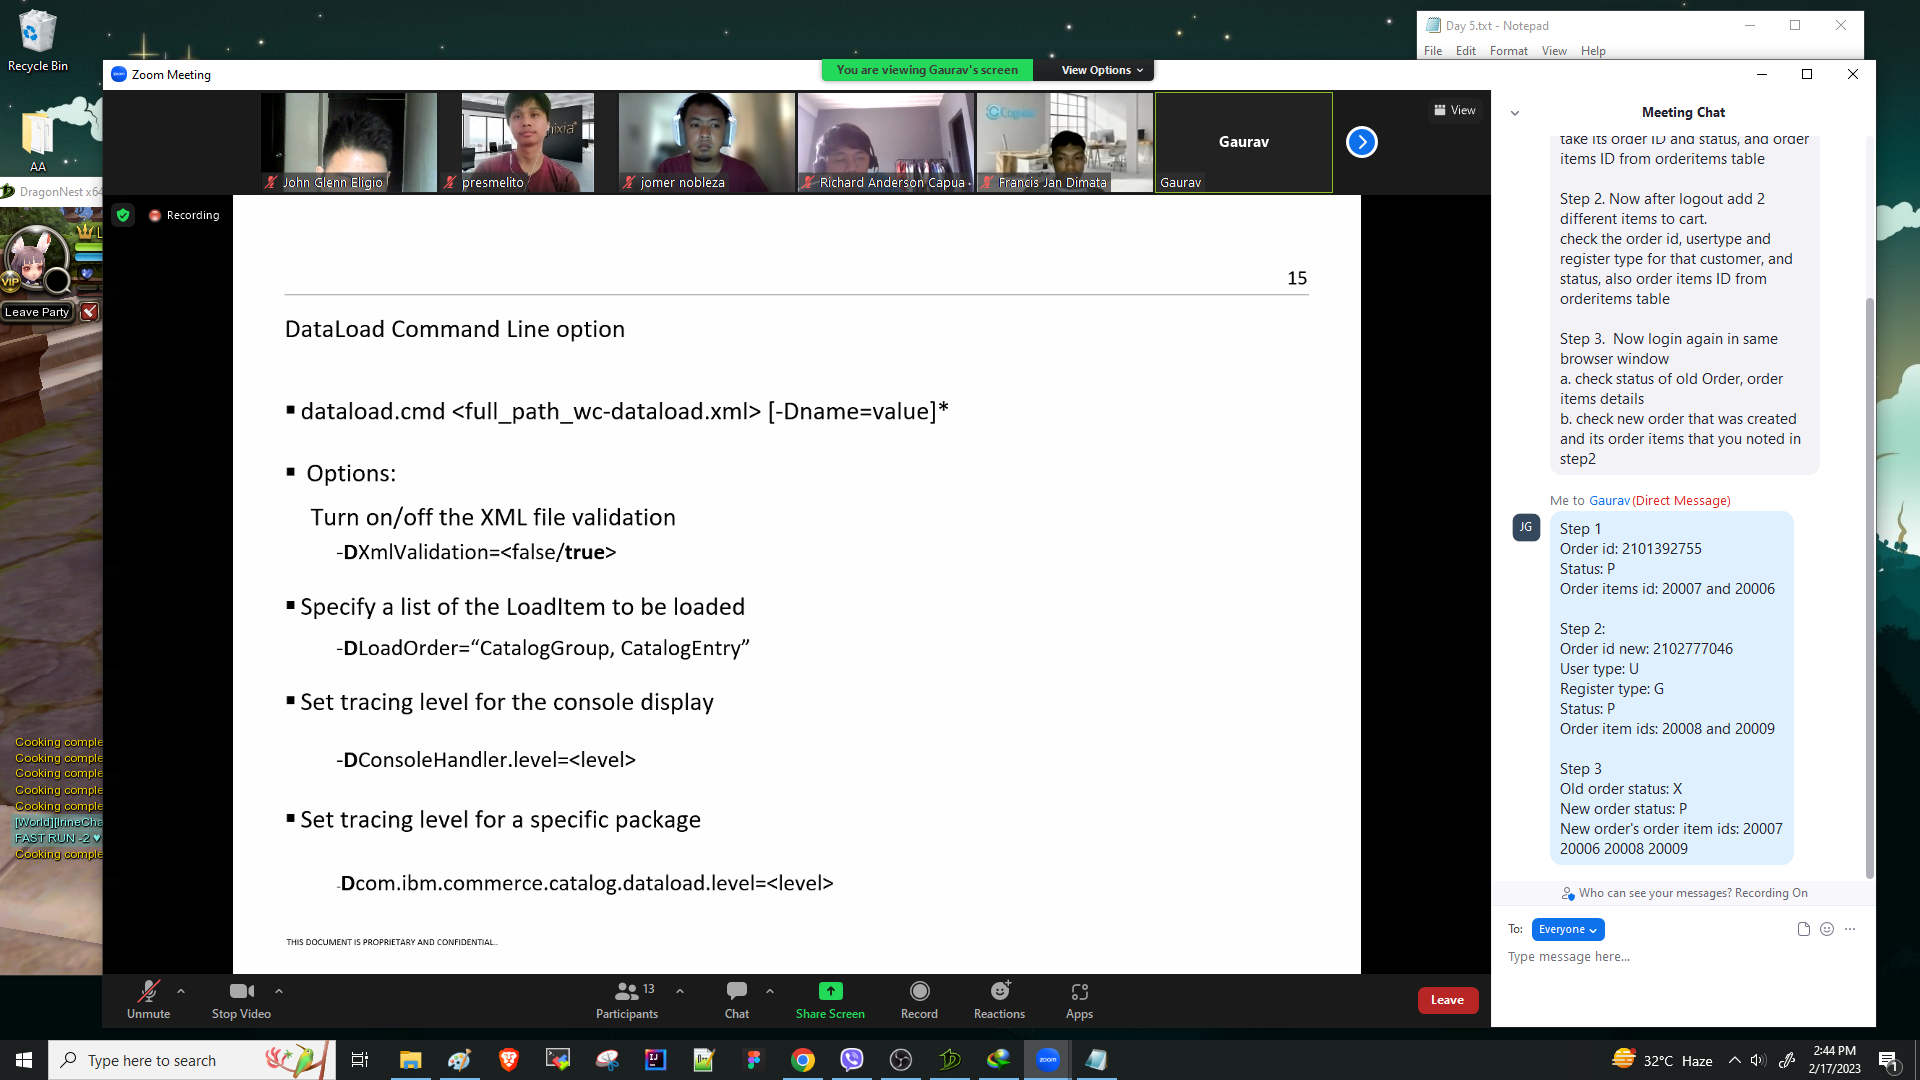 Recycle Bin
AA
DragonNest x64
VIP
Leave Party
Cooking comple
Cooking comple
Cooking comple
Cooking comple
Cooking comple
[World][IrineCha
FAST RUN -2 ♥
Cooking comple
Day 5.txt - Notepad
File Edit Format View Help
zoom Zoom Meeting
You are viewing Gaurav's screen View Options
John Glenn Eligio
presmelito
jomer nobleza
Richard Anderson Capua
Francis Jan Dimata
Gaurav
Gaurav
View
Recording
15
DataLoad Command Line option
▪ dataload.cmd <full_path_wc-dataload.xml> [-Dname=value]*
▪ Options:
Turn on/off the XML file validation
-DXmlValidation=<false/true>
▪ Specify a list of the LoadItem to be loaded
-DLoadOrder=“CatalogGroup, CatalogEntry”
▪ Set tracing level for the console display
-DConsoleHandler.level=<level>
▪ Set tracing level for a specific package
-Dcom.ibm.commerce.catalog.dataload.level=<level>
THIS DOCUMENT IS PROPRIETARY AND CONFIDENTIAL..
Meeting Chat
take its order ID and status, and order
items ID from orderitems table
Step 2. Now after logout add 2
different items to cart.
check the order id, usertype and
register type for that customer, and
status, also order items ID from
orderitems table
Step 3.  Now login again in same
browser window
a. check status of old Order, order
items details
b. check new order that was created
and its order items that you noted in
step2
Me to Gaurav (Direct Message)
JG
Step 1
Order id: 2101392755
Status: P
Order items id: 20007 and 20006
Step 2:
Order id new: 2102777046
User type: U
Register type: G
Status: P
Order item ids: 20008 and 20009
Step 3
Old order status: X
New order status: P
New order's order item ids: 20007
20006 20008 20009
Who can see your messages? Recording On
To: Everyone
Type message here...
Unmute
Stop Video
Participants 13
Chat
Share Screen
Record
Reactions
Apps
Leave
Type here to search
zoom
32°C Haze
2:44 PM
2/17/2023
1